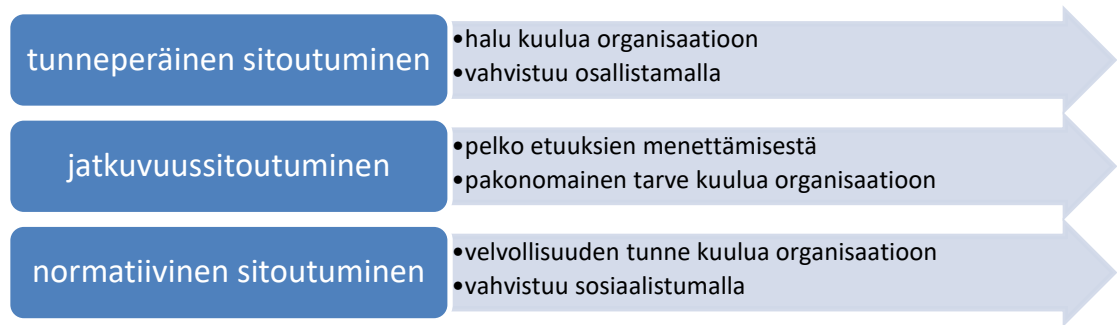 tunneperäinen sitoutuminen
•halu kuulua organisaatioon
•vahvistuu osallistamalla
jatkuvuussitoutuminen
•pelko etuuksien menettämisestä
•pakonomainen tarve kuulua organisaatioon
normatiivinen sitoutuminen
•velvollisuuden tunne kuulua organisaatioon
•vahvistuu sosiaalistumalla